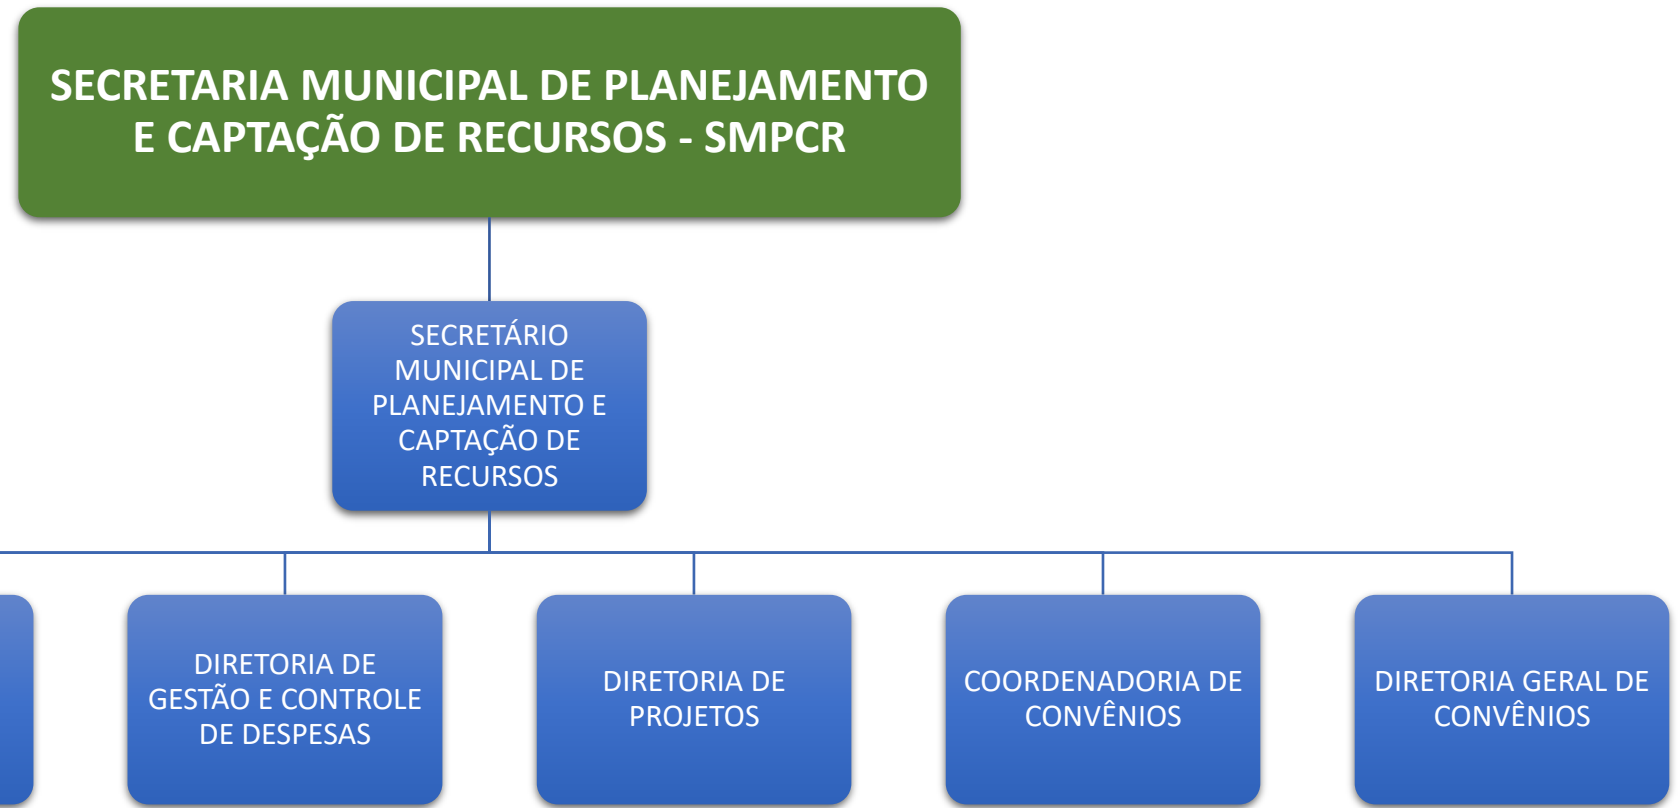 SECRETARIA MUNICIPAL DE PLANEJAMENTO
E CAPTAÇÃO DE RECURSOS - SMPCR
SECRETÁRIO
MUNICIPAL DE
PLANEJAMENTO E
CAPTAÇÃO DE
RECURSOS
DIRETORIA DE
GESTÃO E CONTROLE
DE DESPESAS
DIRETORIA DE
PROJETOS
COORDENADORIA DE
CONVÊNIOS
DIRETORIA GERAL DE
CONVÊNIOS